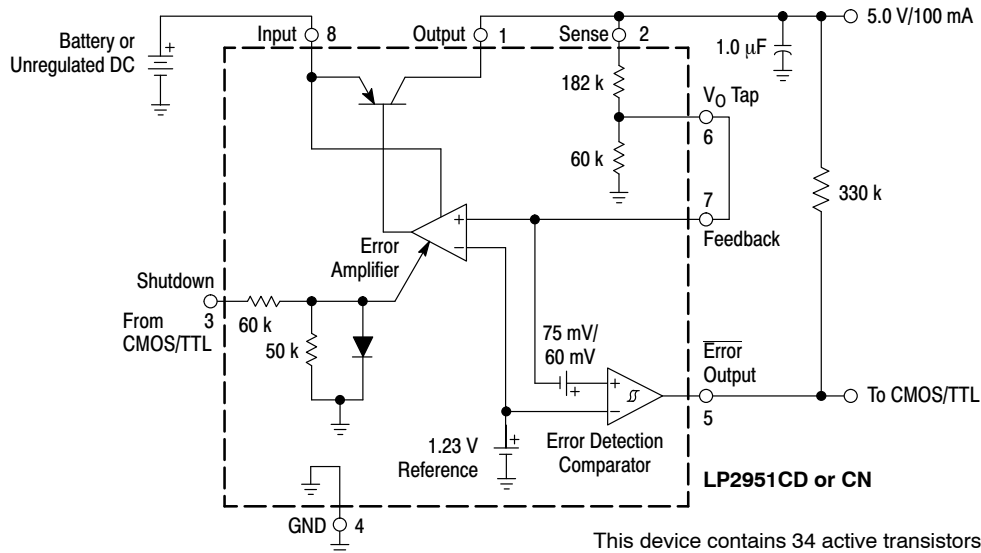 Battery or
Unregulated DC
+
Input 8
Output 1
Sense 2
5.0 V/100 mA
1.0 μF
182 k
60 k
VO Tap
6
7
Feedback
330 k
+
−
Error
Amplifier
Shutdown
3
From
CMOS/TTL
60 k
50 k
75 mV/
60 mV
+
+
−
Error
Output
5
To CMOS/TTL
1.23 V
Reference
+
Error Detection
Comparator
LP2951CD or CN
GND 4
This device contains 34 active transistors